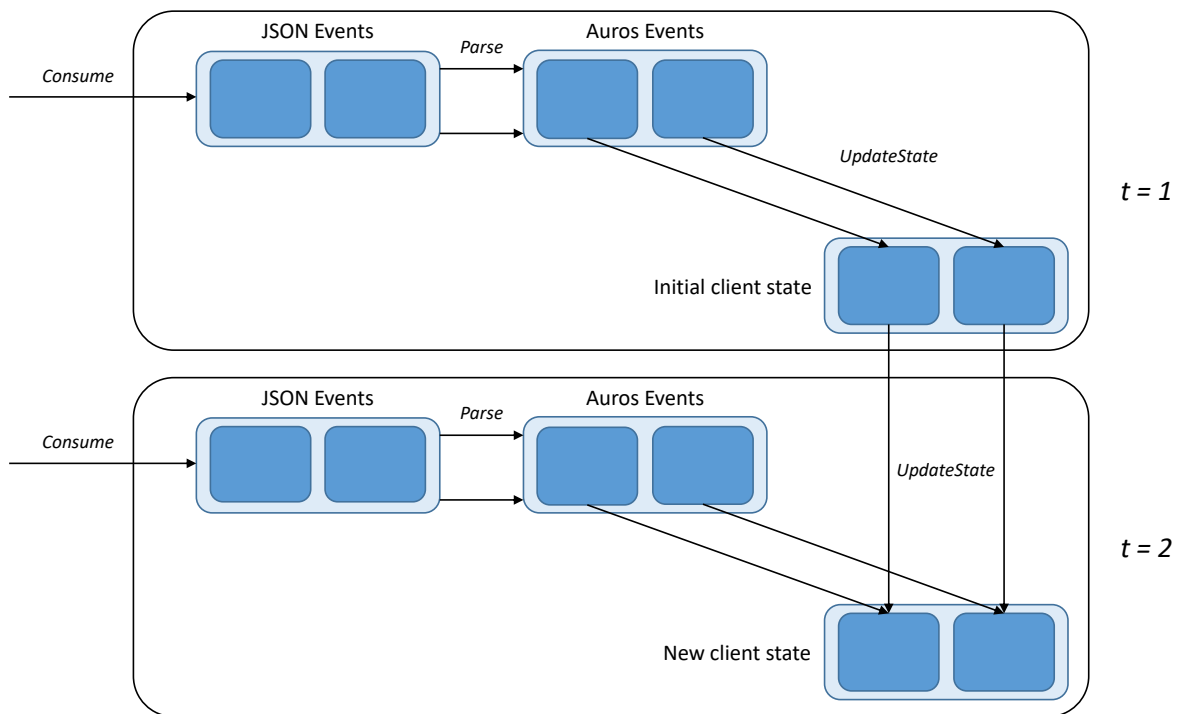 JSON Events
Parse
Auros Events
Consume
UpdateState
t = 1
Initial client state
JSON Events
Parse
Auros Events
Consume
UpdateState
t = 2
New client state